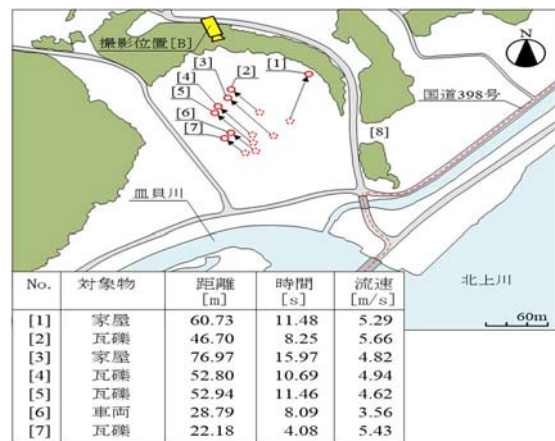 撮影位置[B]
[1]
[2]
[3]
[4]
[5]
[6]
[7]
N
国道398号
[8]
皿貝川
北上川
60m
No. 対象物 距離 時間 流速
[m] [s] [m/s]
[1] 家屋 60.73 11.48 5.29
[2] 瓦礫 46.70 8.25 5.66
[3] 家屋 76.97 15.97 4.82
[4] 瓦礫 52.80 10.69 4.94
[5] 瓦礫 52.94 11.46 4.62
[6] 車両 28.79 8.09 3.56
[7] 瓦礫 22.18 4.08 5.43